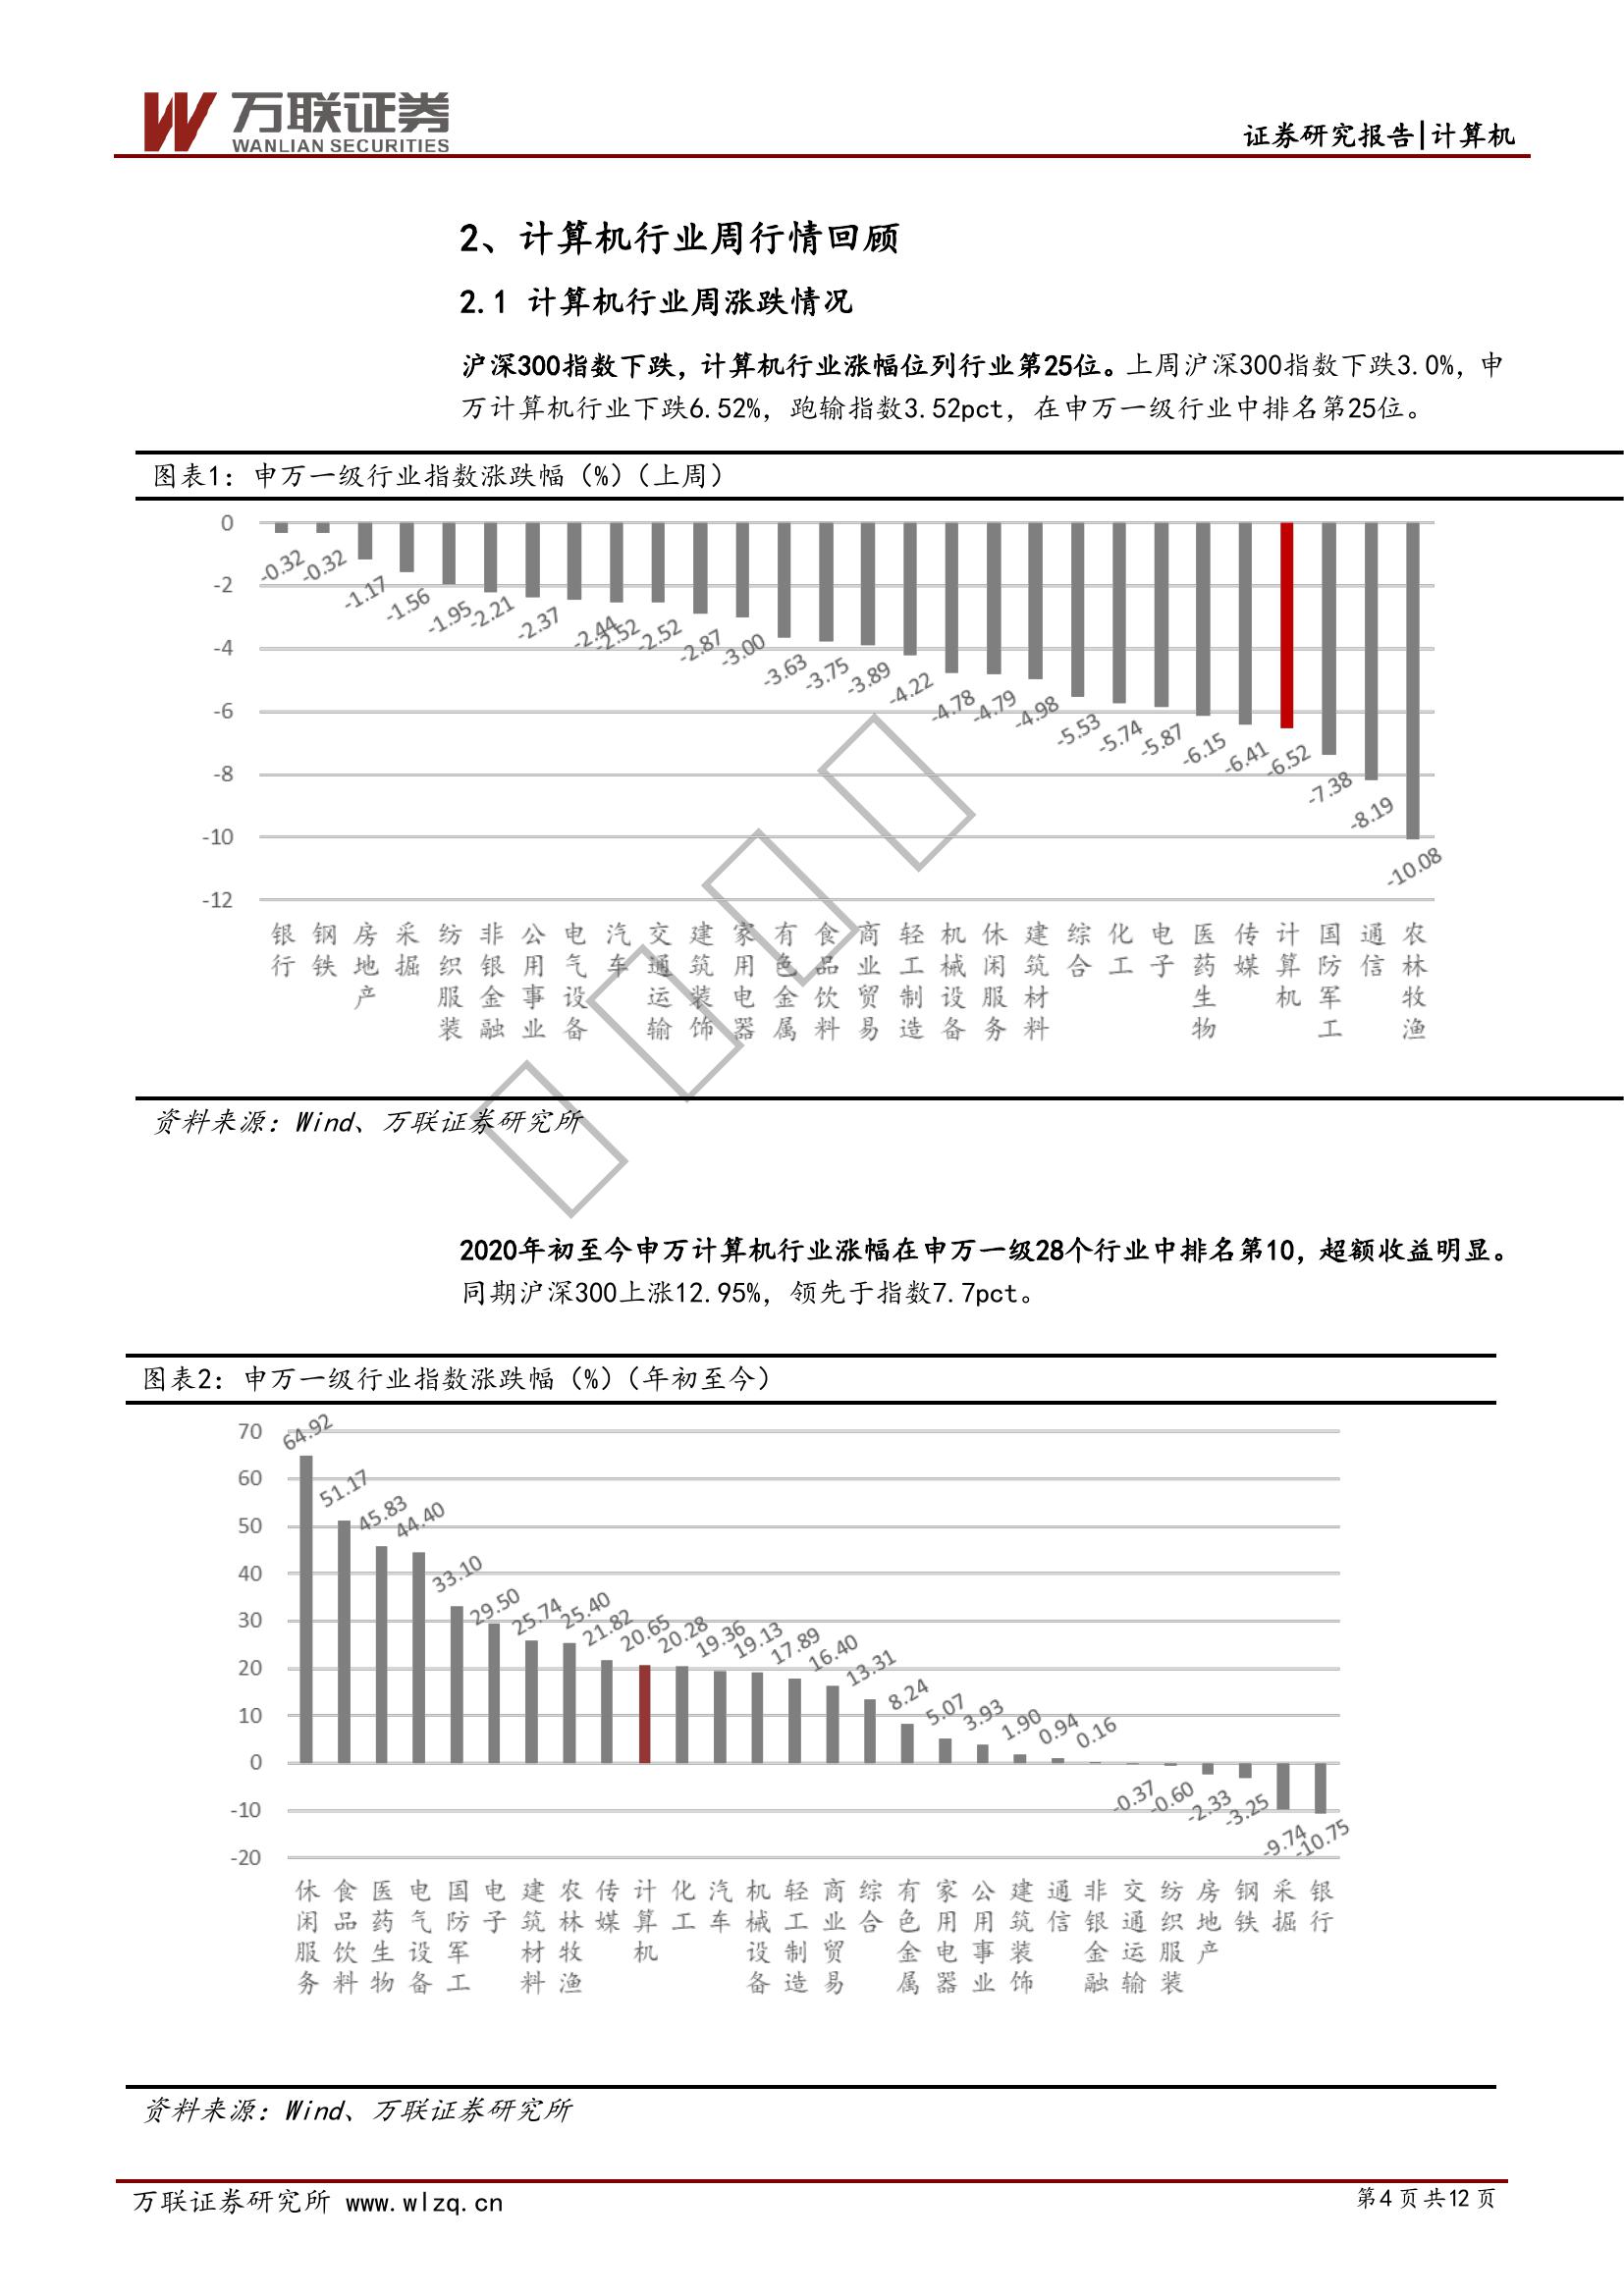 万联证券
WANLIAN SECURITIES
证券研究报告|计算机
2、计算机行业周行情回顾
2.1 计算机行业周涨跌情况
沪深300指数下跌，计算机行业涨幅位列行业第25位。上周沪深300指数下跌3.0%，申
万计算机行业下跌6.52%，跑输指数3.52pct，在申万一级行业中排名第25位。
图表1：申万一级行业指数涨跌幅（%）（上周）
0
-2
-4
-6
-8
-10
-12
-0.32 -0.32 -1.17 -1.56 -1.95 -2.21 -2.37 -2.44 -2.52 -2.52 -2.87 -3.00 -3.63 -3.75 -3.89 -4.22 -4.78 -4.79 -4.98 -5.53 -5.74 -5.87 -6.15 -6.41 -6.52 -7.38 -8.19 -10.08
银行 钢铁 房地产 采掘 纺织服装 非银金融 公用事业 电气设备 汽车 交通运输 建筑装饰 家用电器 有色金属 食品饮料 商业贸易 轻工制造 机械设备 休闲服务 建筑材料 综合 化工 电子 医药生物 传媒 计算机 国防军工 通信 农林牧渔
资料来源：Wind、万联证券研究所
2020年初至今申万计算机行业涨幅在申万一级28个行业中排名第10，超额收益明显。
同期沪深300上涨12.95%，领先于指数7.7pct。
图表2：申万一级行业指数涨跌幅（%）（年初至今）
70
60
50
40
30
20
10
0
-10
-20
64.92 51.17 45.83 44.40 33.10 29.50 25.74 25.40 21.82 20.65 20.28 19.36 19.13 17.89 16.40 13.31 8.24 5.07 3.93 1.90 0.94 0.16 -0.37 -0.60 -2.33 -3.25 -9.74 -10.75
休闲服务 食品饮料 医药生物 电气设备 国防军工 电子 建筑材料 农林牧渔 传媒 计算机 化工 汽车 机械设备 轻工制造 商业贸易 综合 有色金属 家用电器 公用事业 建筑装饰 通信 非银金融 交通运输 纺织服装 房地产 钢铁 采掘 银行
资料来源：Wind、万联证券研究所
万联证券研究所 www.wlzq.cn
第4页共12页